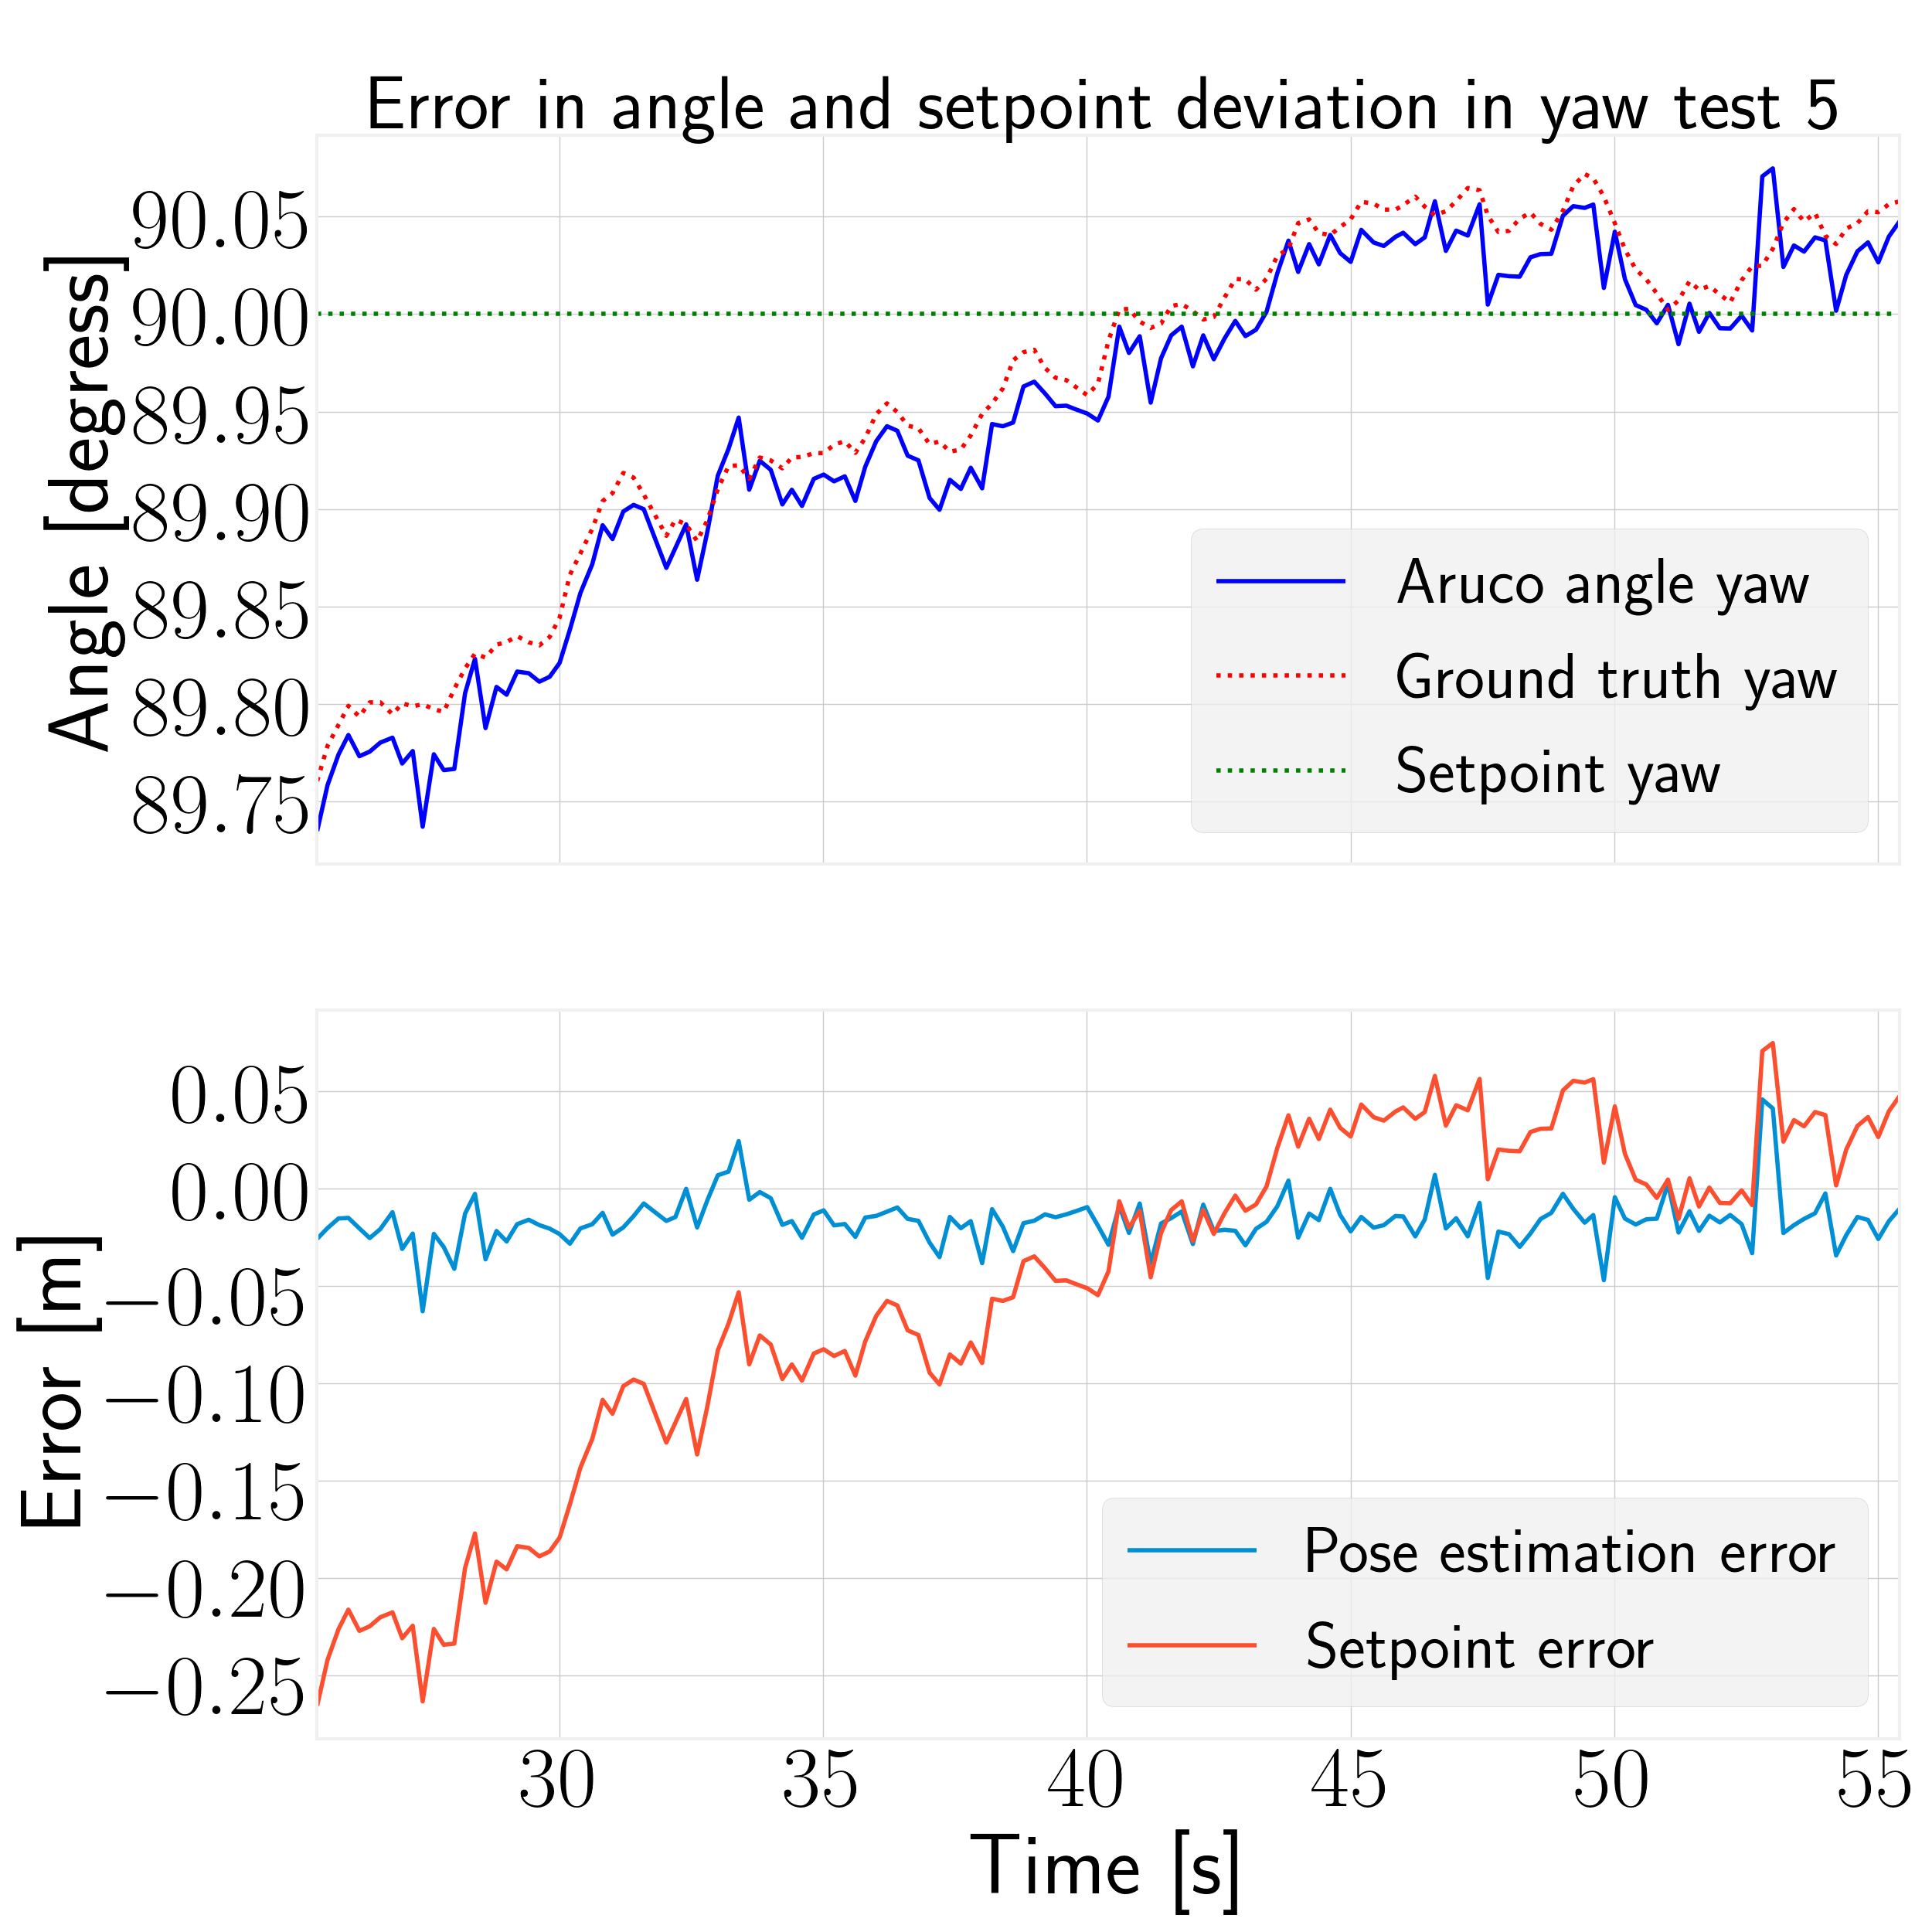 Error in angle and setpoint deviation in yaw test 5
Angle [degress]
90.05
90.00
89.95
89.90
89.85
89.80
89.75
Aruco angle yaw
Ground truth yaw
Setpoint yaw
Error [m]
0.05
0.00
−0.05
−0.10
−0.15
−0.20
−0.25
Pose estimation error
Setpoint error
30 35 40 45 50 55
Time [s]